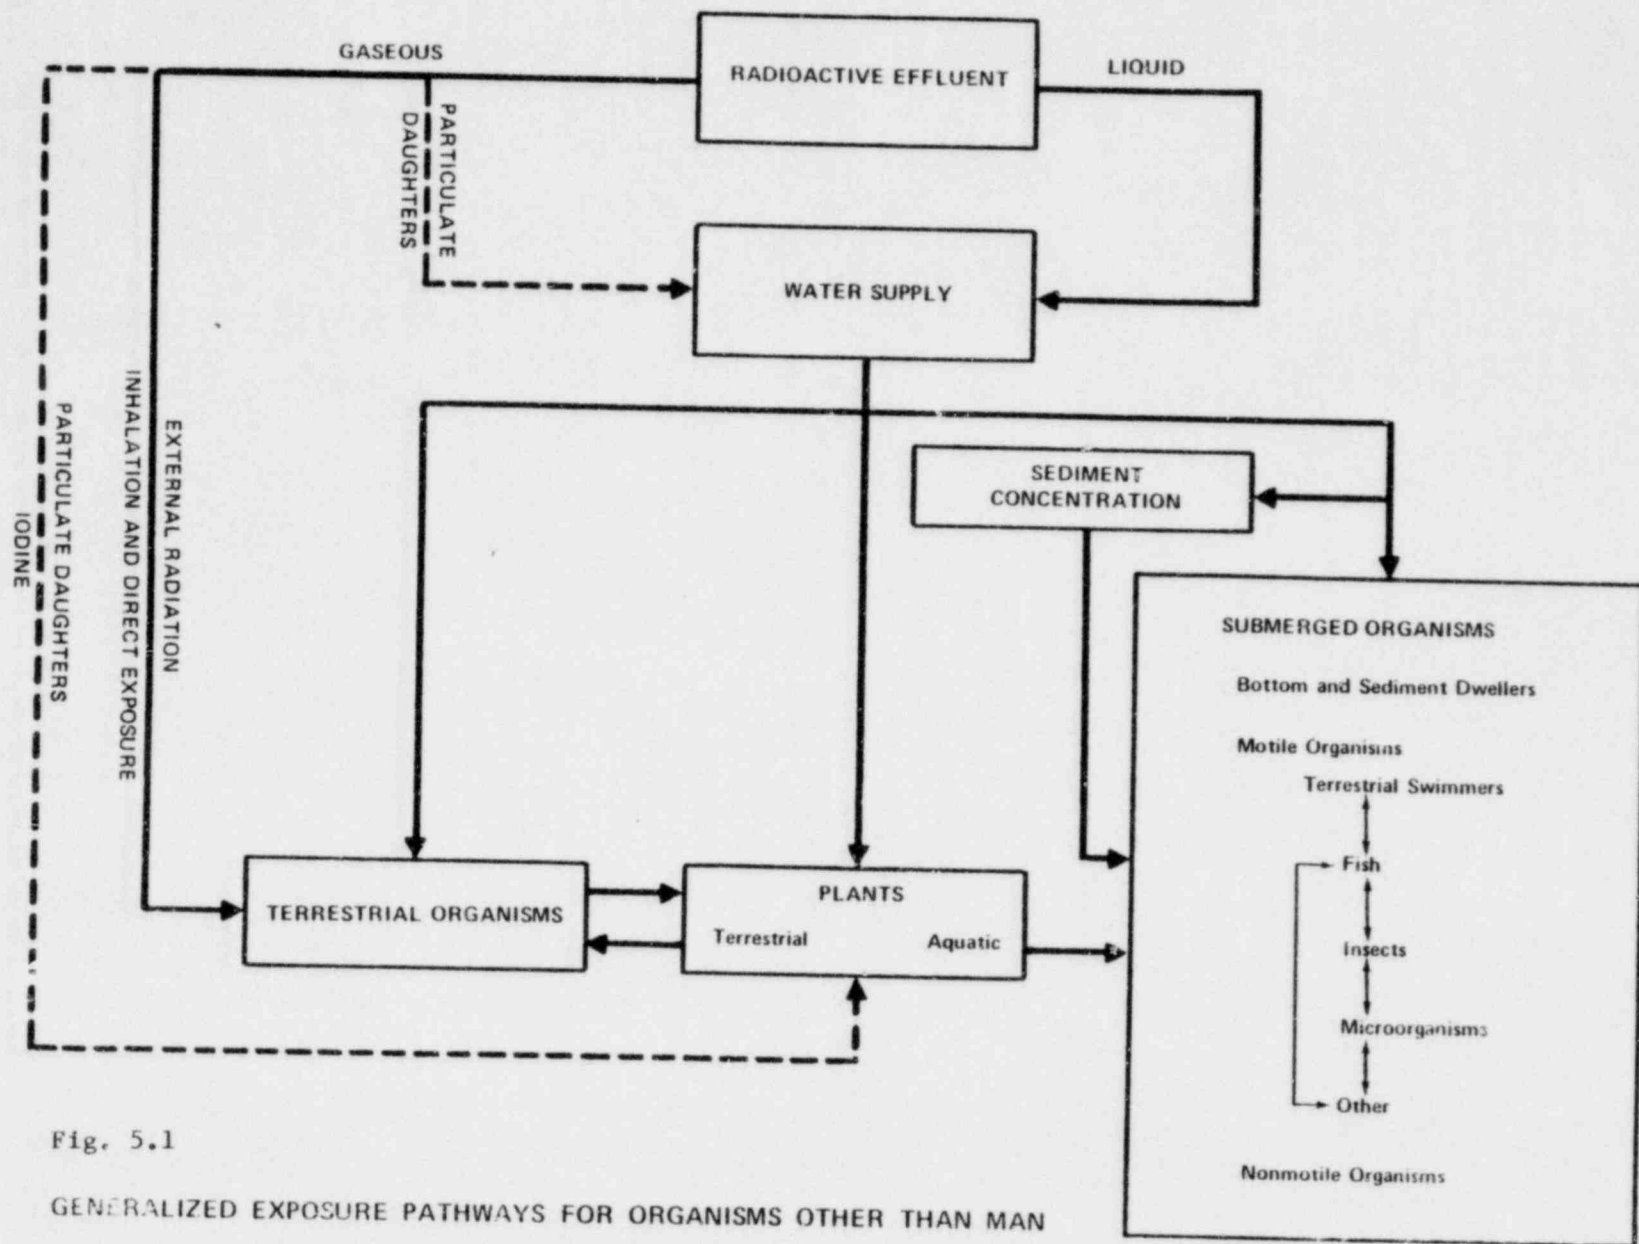 GASEOUS
RADIOACTIVE EFFLUENT
LIQUID
PARTICULATE
DAUGHTERS
WATER SUPPLY
EXTERNAL RADIATION
INHALATION AND DIRECT EXPOSURE
PARTICULATE DAUGHTERS
IODINE
SEDIMENT
CONCENTRATION
SUBMERGED ORGANISMS
Bottom and Sediment Dwellers
Motile Organisms
Terrestrial Swimmers
Fish
Insects
Microorganisms
Other
Nonmotile Organisms
TERRESTRIAL ORGANISMS
PLANTS
Terrestrial
Aquatic
Fig. 5.1
GENERALIZED EXPOSURE PATHWAYS FOR ORGANISMS OTHER THAN MAN